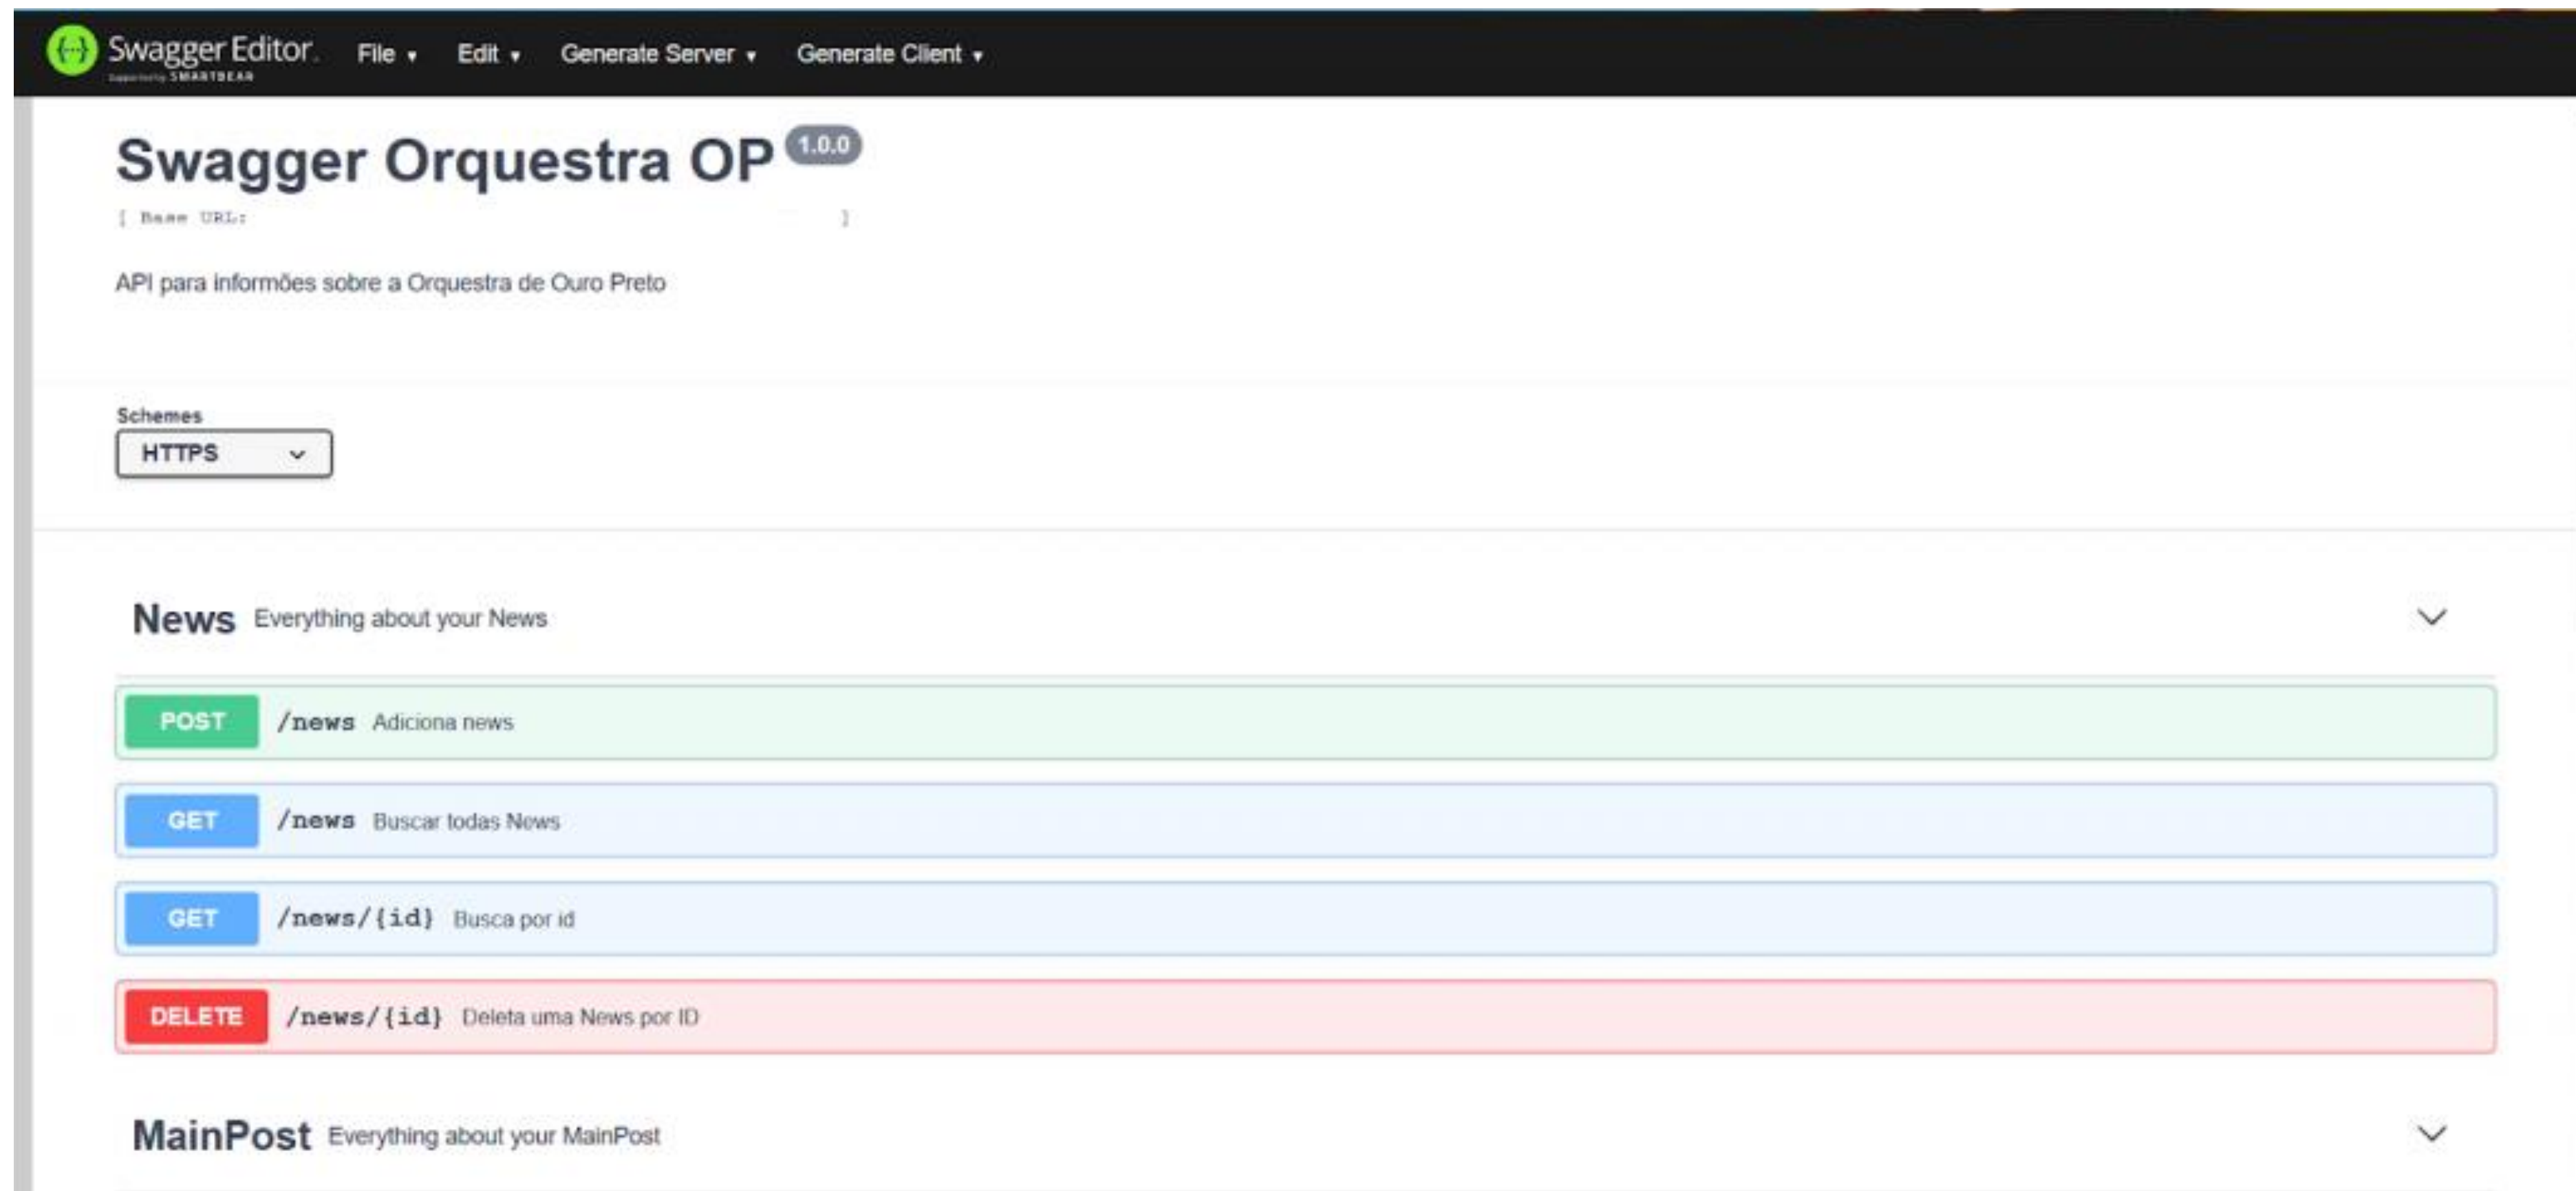 Swagger Editor. File ▾ Edit ▾ Generate Server ▾ Generate Client ▾
Supported by SMARTBEAR
Swagger Orquestra OP 1.0.0
[ Base URL: ]
API para informões sobre a Orquestra de Ouro Preto
Schemes
HTTPS
News Everything about your News
POST /news Adiciona news
GET /news Buscar todas News
GET /news/{id} Busca por id
DELETE /news/{id} Deleta uma News por ID
MainPost Everything about your MainPost